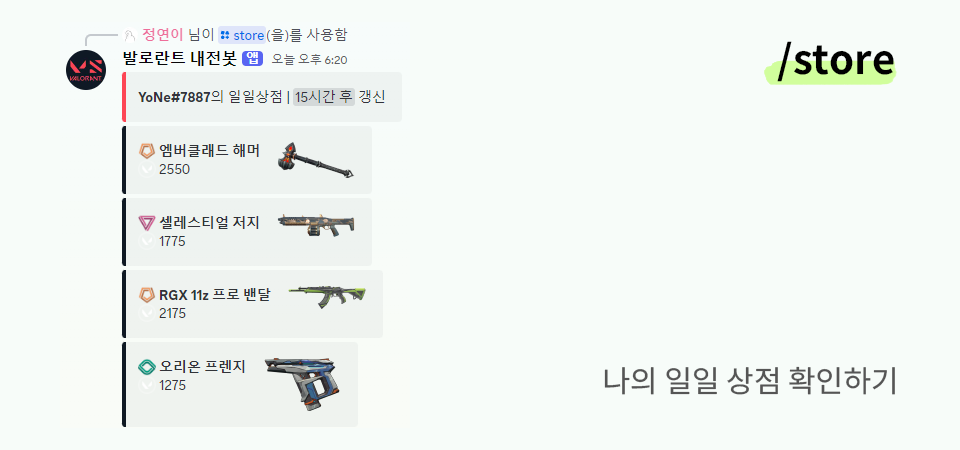 정연이 님이 store(을)를 사용함
발로란트 내전봇 앱 오늘 오후 6:20
VALORANT
YoNe#7887의 일일상점 | 15시간 후 갱신
엠버클래드 해머
2550
셀레스티얼 저지
1775
RGX 11z 프로 밴달
2175
오리온 프렌지
1275
/store
나의 일일 상점 확인하기